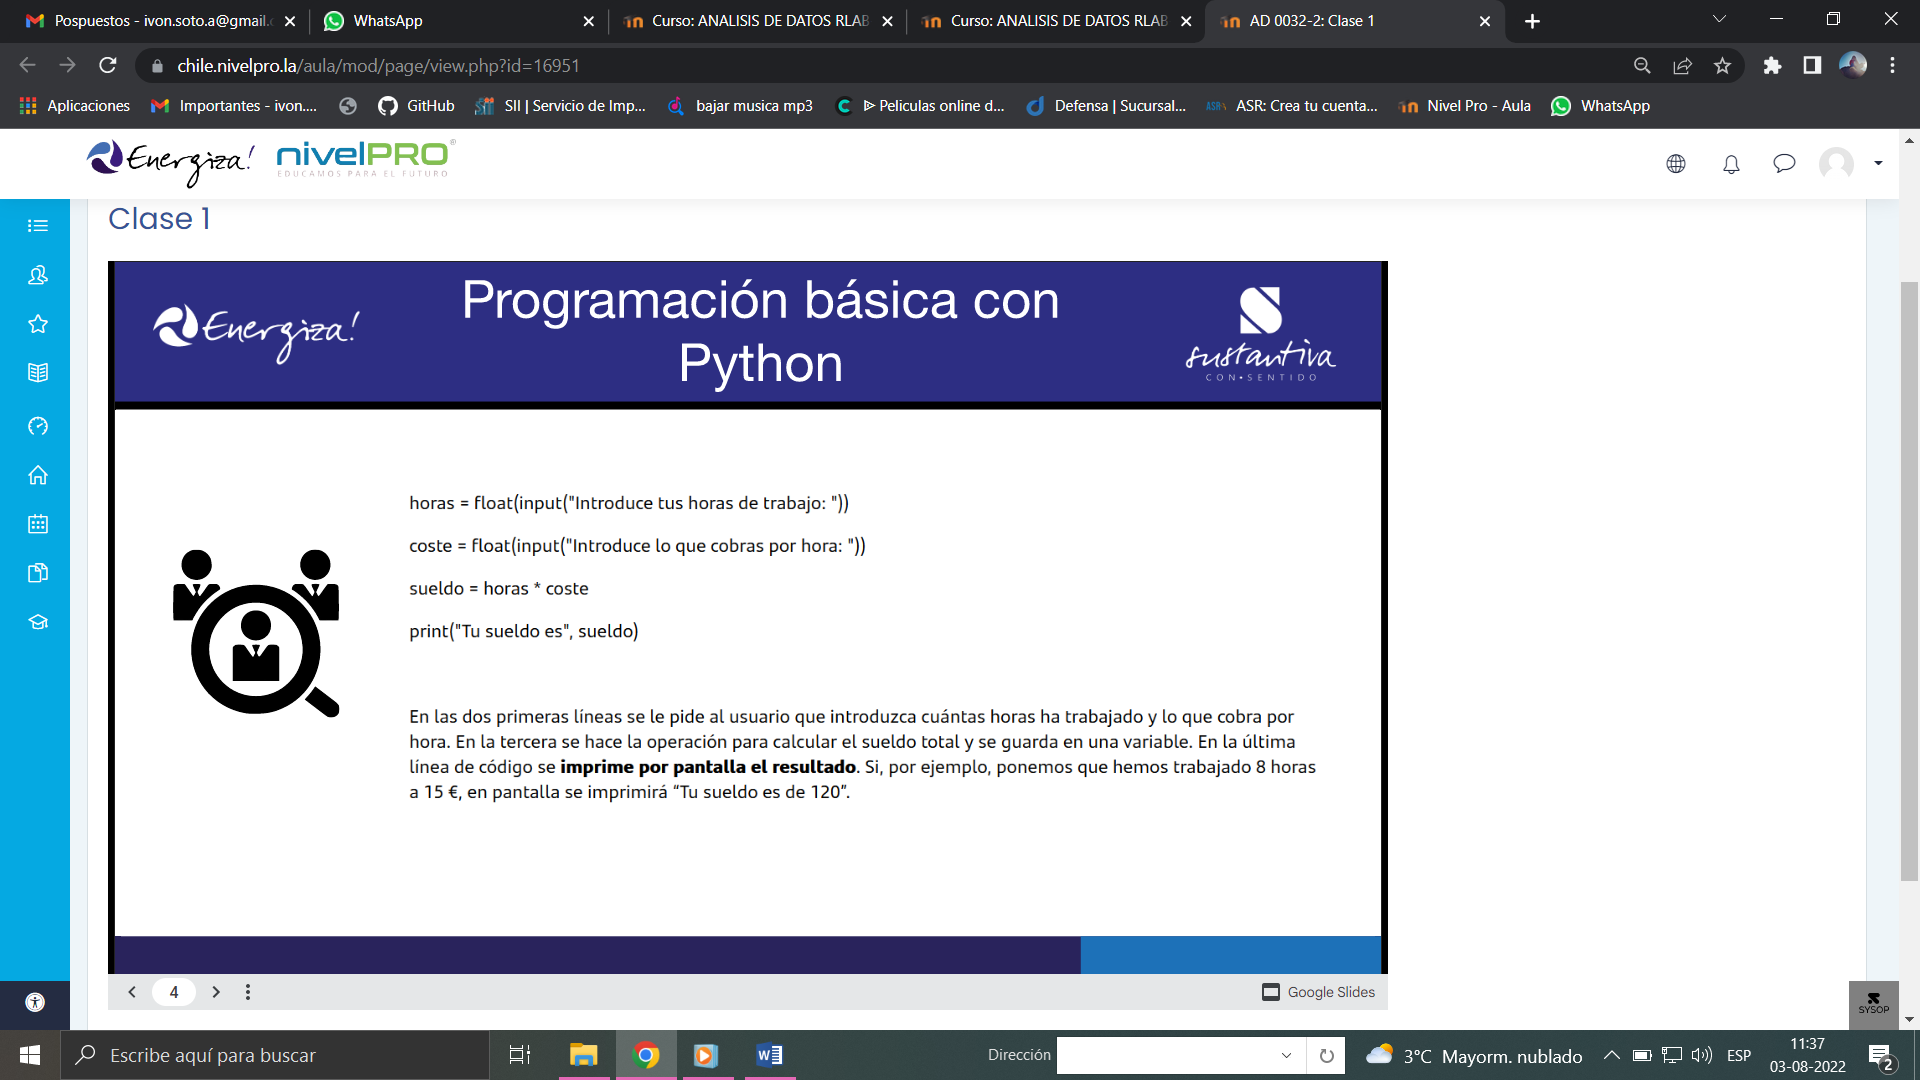 Pospuestos - ivon.soto.a@gmail.c
WhatsApp
Curso: ANALISIS DE DATOS RLAB
Curso: ANALISIS DE DATOS RLAB
AD 0032-2: Clase 1
chile.nivelpro.la/aula/mod/page/view.php?id=16951
Aplicaciones
Importantes - ivon....
GitHub
SII | Servicio de Imp...
bajar musica mp3
Peliculas online d...
Defensa | Sucursal...
ASR: Crea tu cuenta...
Nivel Pro - Aula
WhatsApp
Energiza!
nivelPRO
EDUCAMOS PARA EL FUTURO
Clase 1
Energiza!
Programación básica con
Python
sustantiva
CON•SENTIDO
horas = float(input("Introduce tus horas de trabajo: "))
coste = float(input("Introduce lo que cobras por hora: "))
sueldo = horas * coste
print("Tu sueldo es", sueldo)
En las dos primeras líneas se le pide al usuario que introduzca cuántas horas ha trabajado y lo que cobra por
hora. En la tercera se hace la operación para calcular el sueldo total y se guarda en una variable. En la última
línea de código se imprime por pantalla el resultado. Si, por ejemplo, ponemos que hemos trabajado 8 horas
a 15 €, en pantalla se imprimirá “Tu sueldo es de 120”.
4
Google Slides
SYSOP
Escribe aquí para buscar
Dirección
3°C Mayorm. nublado
ESP
11:37
03-08-2022
2